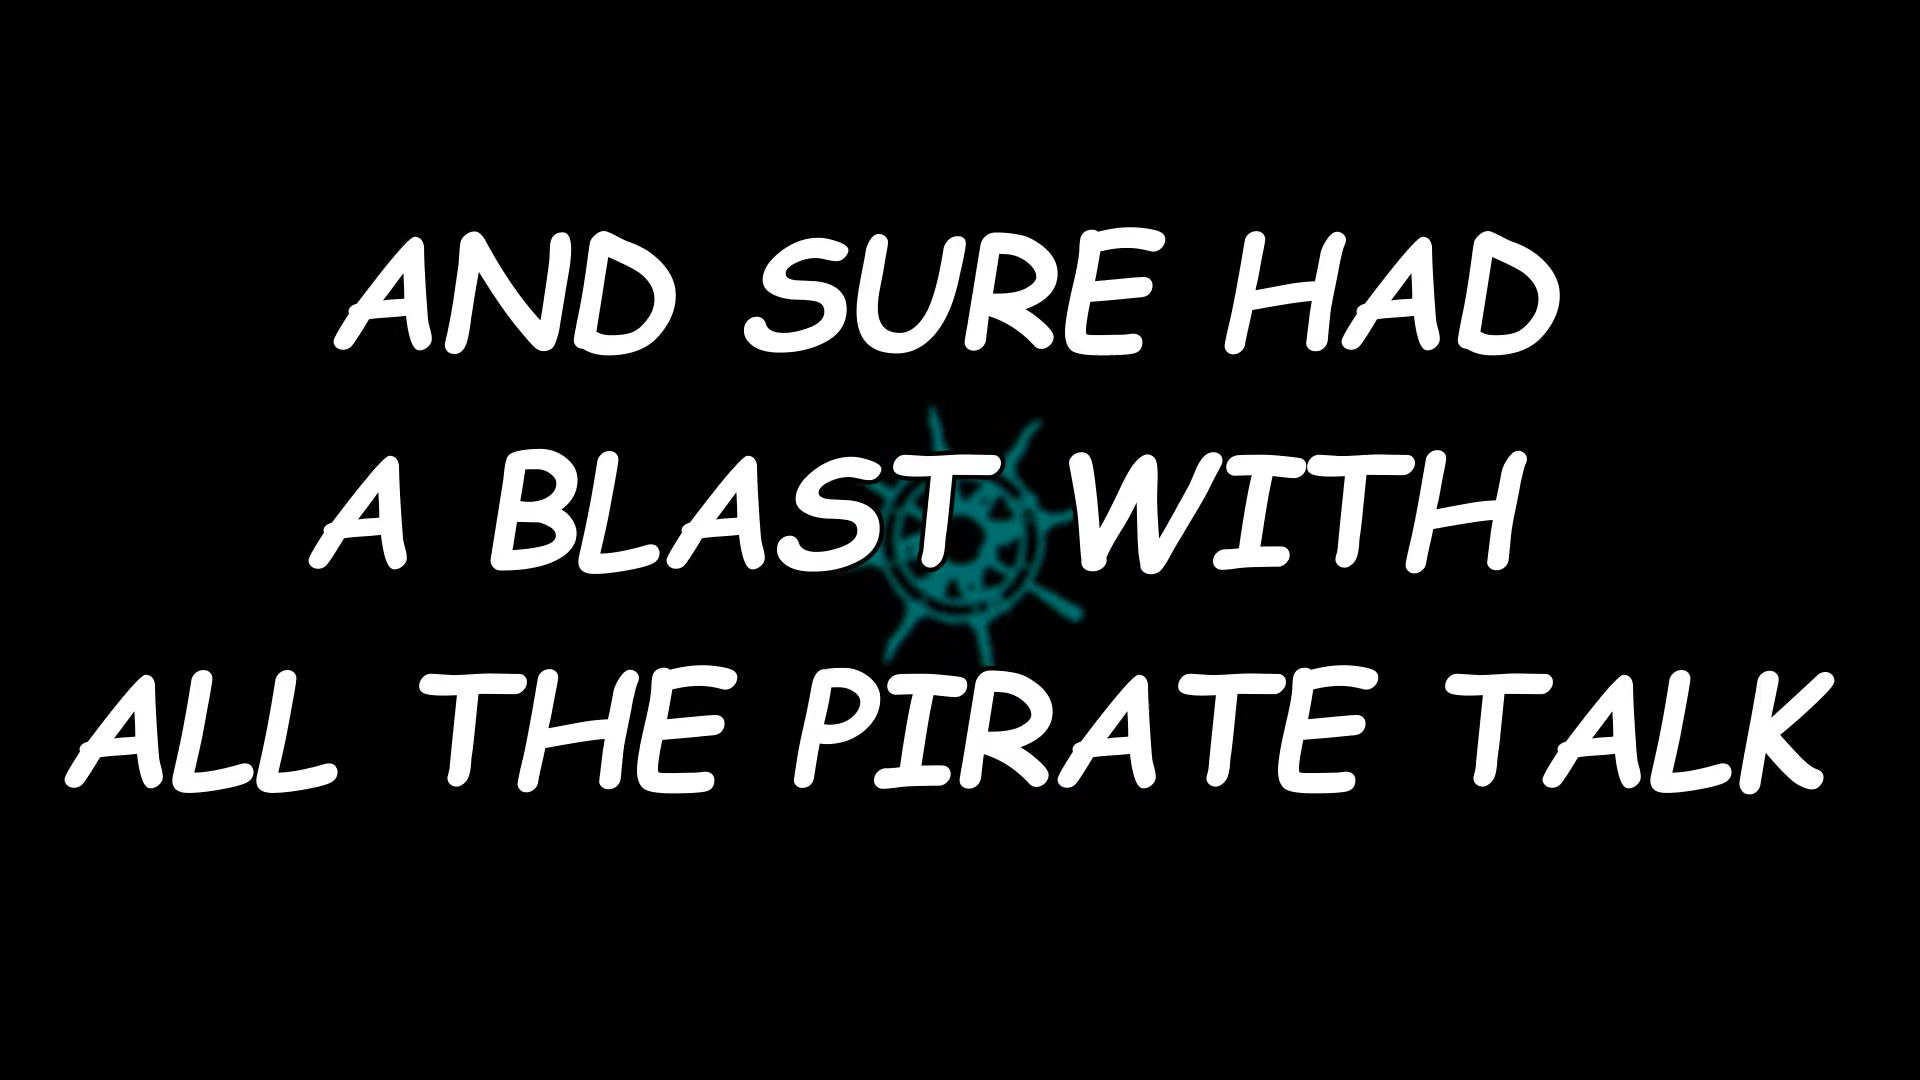 AND SURE HAD
A BLAST WITH
ALL THE PIRATE TALK